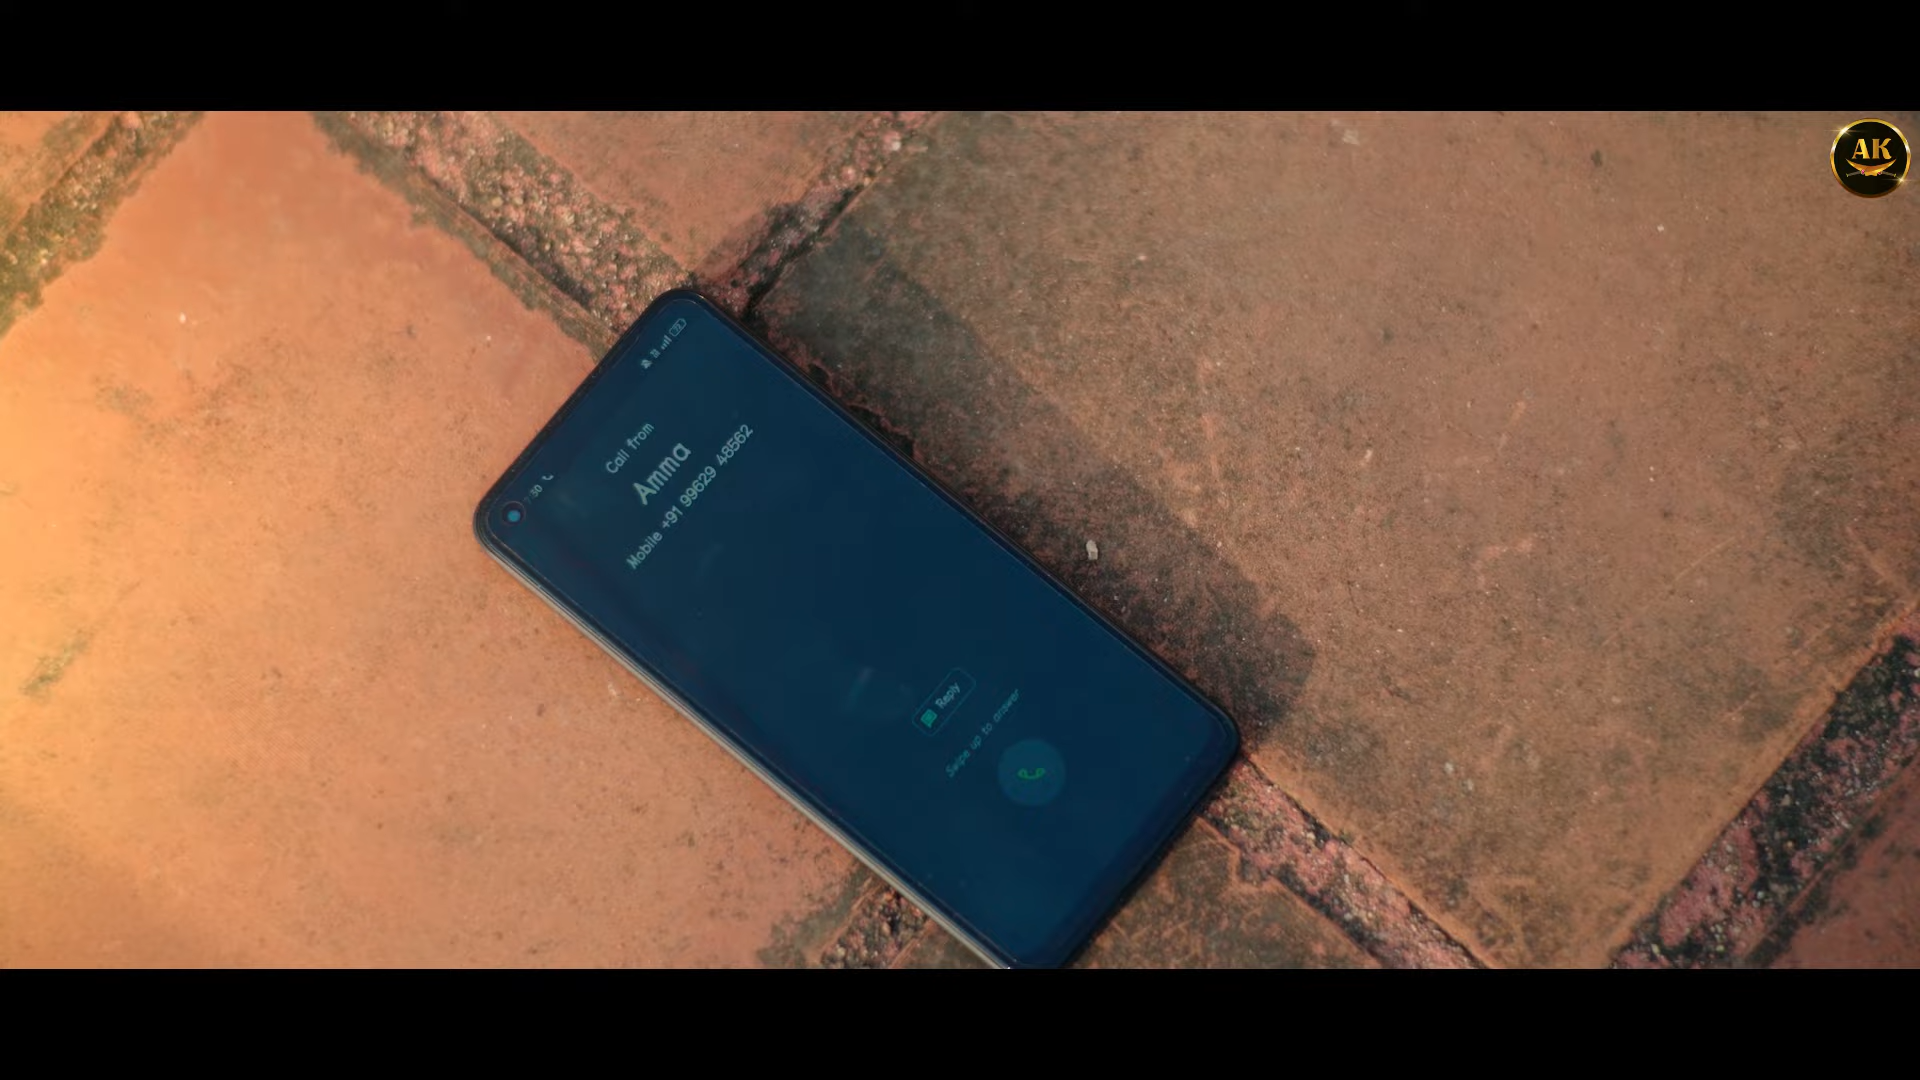 AK
Call from
Amma
Mobile +91 99629 48562
Reply
Swipe up to answer